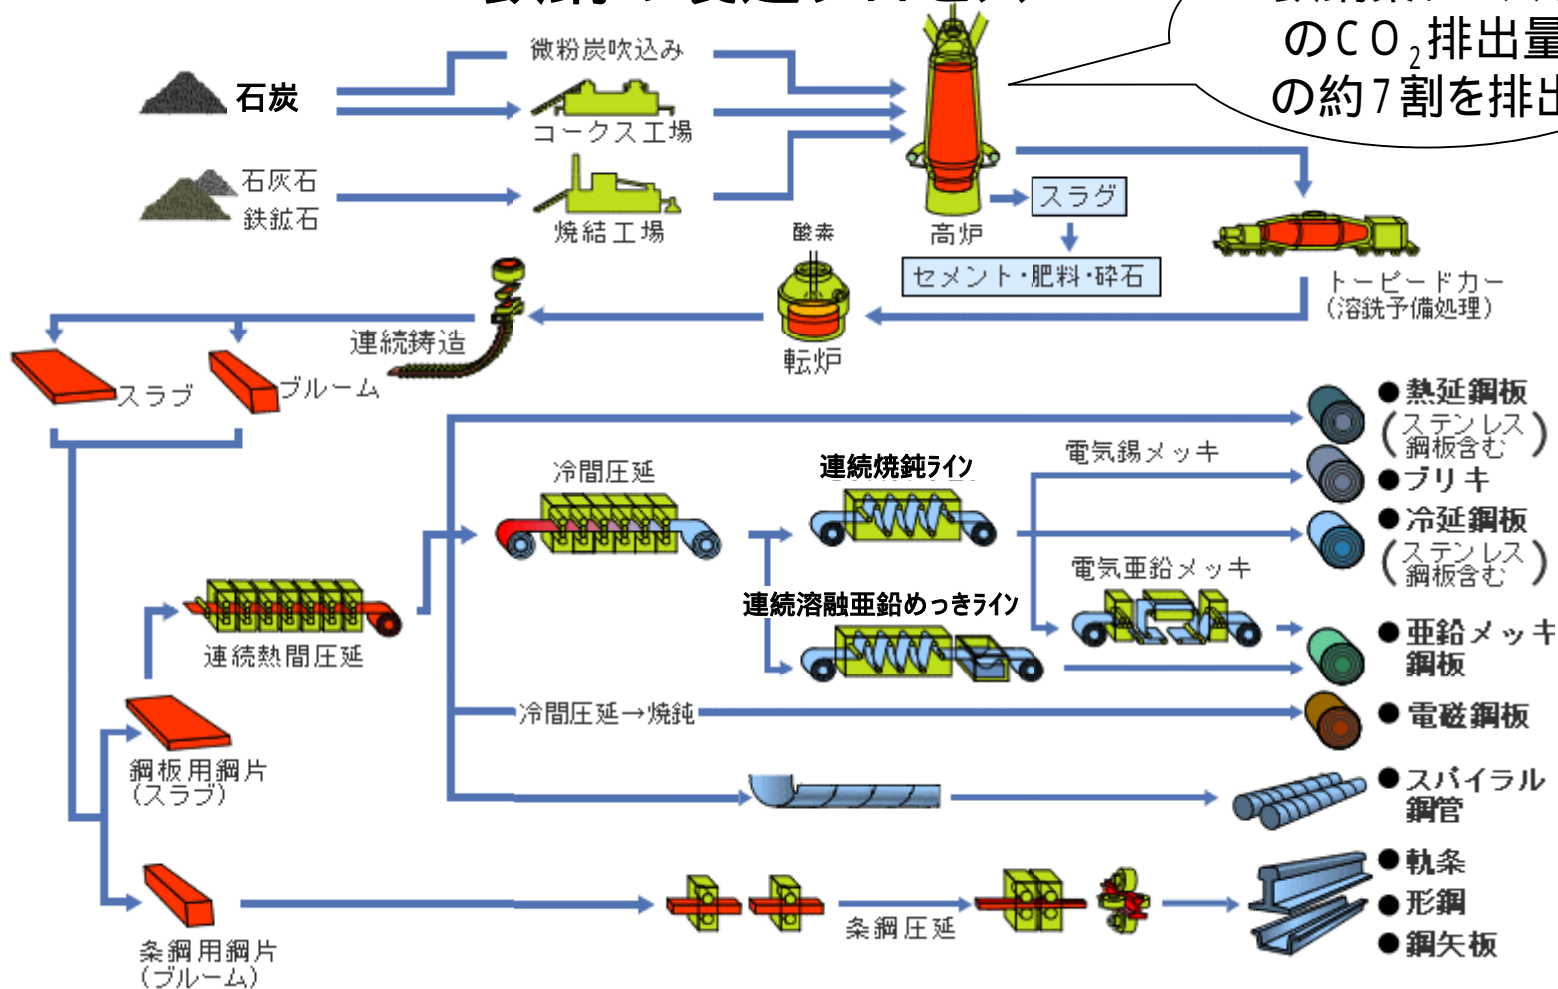 のCO₂排出量
の約7割を排出
微粉炭吹込み
石炭
コークス工場
石灰石
鉄鉱石
焼結工場
高炉
スラグ
セメント・肥料・砕石
酸素
トーピードカー
(溶銑予備処理)
転炉
連続鋳造
スラブ
ブルーム
●熱延鋼板
(ステンレス
鋼板含む)
電気錫メッキ
●ブリキ
冷間圧延
連続焼鈍ライン
●冷延鋼板
(ステンレス
鋼板含む)
電気亜鉛メッキ
連続溶融亜鉛めっきライン
●亜鉛メッキ
鋼板
連続熱間圧延
冷間圧延→焼鈍
●電磁鋼板
鋼板用鋼片
(スラブ)
●スパイラル
鋼管
●軌条
●形鋼
●鋼矢板
条鋼圧延
条鋼用鋼片
(ブルーム)